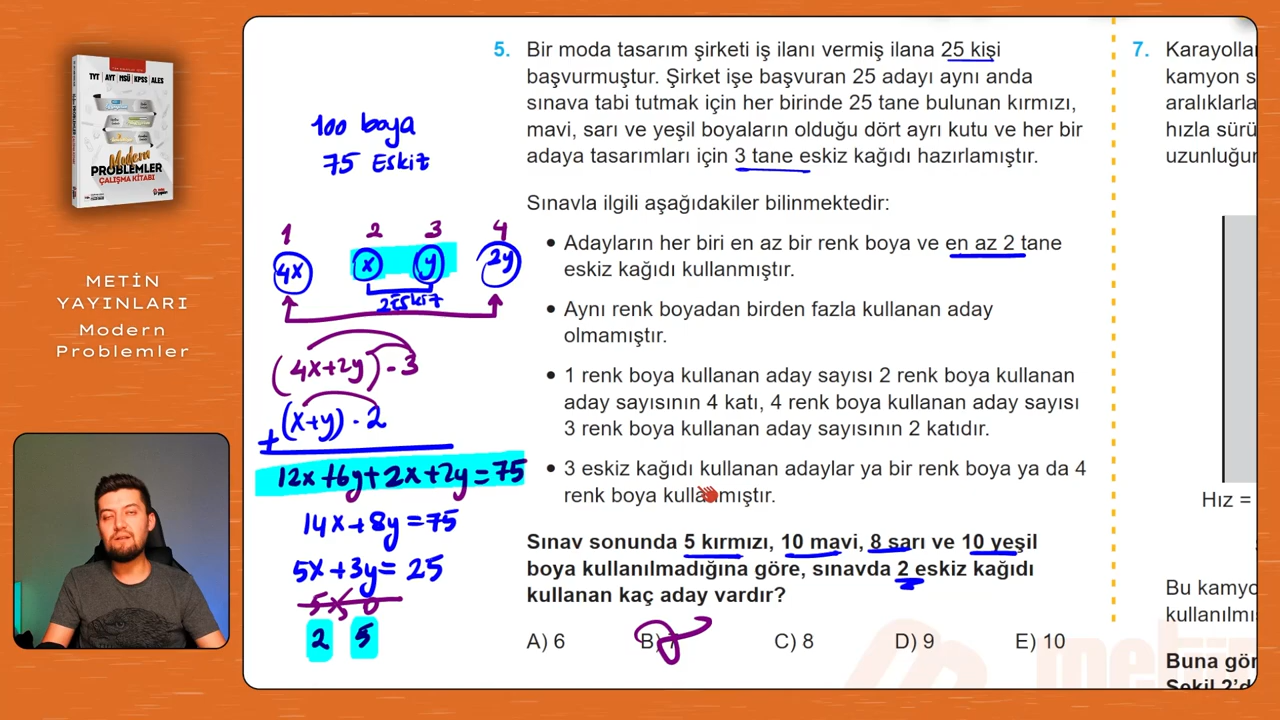 TYT | AYT | MSÜ | KPSS | ALES
Modern
PROBLEMLER
ÇALIŞMA KİTABI
METİN
YAYINLARI
Modern
Problemler
100 boya
75 Eskiz
1 2 3 4
4x x y 2y
2 Eskiz
(4x+2y) · 3
+ (x+y) · 2
12x+6y+2x+2y=75
14x+8y=75
5x+3y=25
5 0
2 5
5. Bir moda tasarım şirketi iş ilanı vermiş ilana 25 kişi
başvurmuştur. Şirket işe başvuran 25 adayı aynı anda
sınava tabi tutmak için her birinde 25 tane bulunan kırmızı,
mavi, sarı ve yeşil boyaların olduğu dört ayrı kutu ve her bir
adaya tasarımları için 3 tane eskiz kağıdı hazırlamıştır.
Sınavla ilgili aşağıdakiler bilinmektedir:
• Adayların her biri en az bir renk boya ve en az 2 tane
eskiz kağıdı kullanmıştır.
• Aynı renk boyadan birden fazla kullanan aday
olmamıştır.
• 1 renk boya kullanan aday sayısı 2 renk boya kullanan
aday sayısının 4 katı, 4 renk boya kullanan aday sayısı
3 renk boya kullanan aday sayısının 2 katıdır.
• 3 eskiz kağıdı kullanan adaylar ya bir renk boya ya da 4
renk boya kullanmıştır.
Sınav sonunda 5 kırmızı, 10 mavi, 8 sarı ve 10 yeşil
boya kullanılmadığına göre, sınavda 2 eskiz kağıdı
kullanan kaç aday vardır?
A) 6 B) 7 C) 8 D) 9 E) 10
7. Karayolla
kamyon s
aralıklarla
hızla sürü
uzunluğu
Hız =
Bu kamyo
kullanılmı
Buna gör
Şekil 2'd